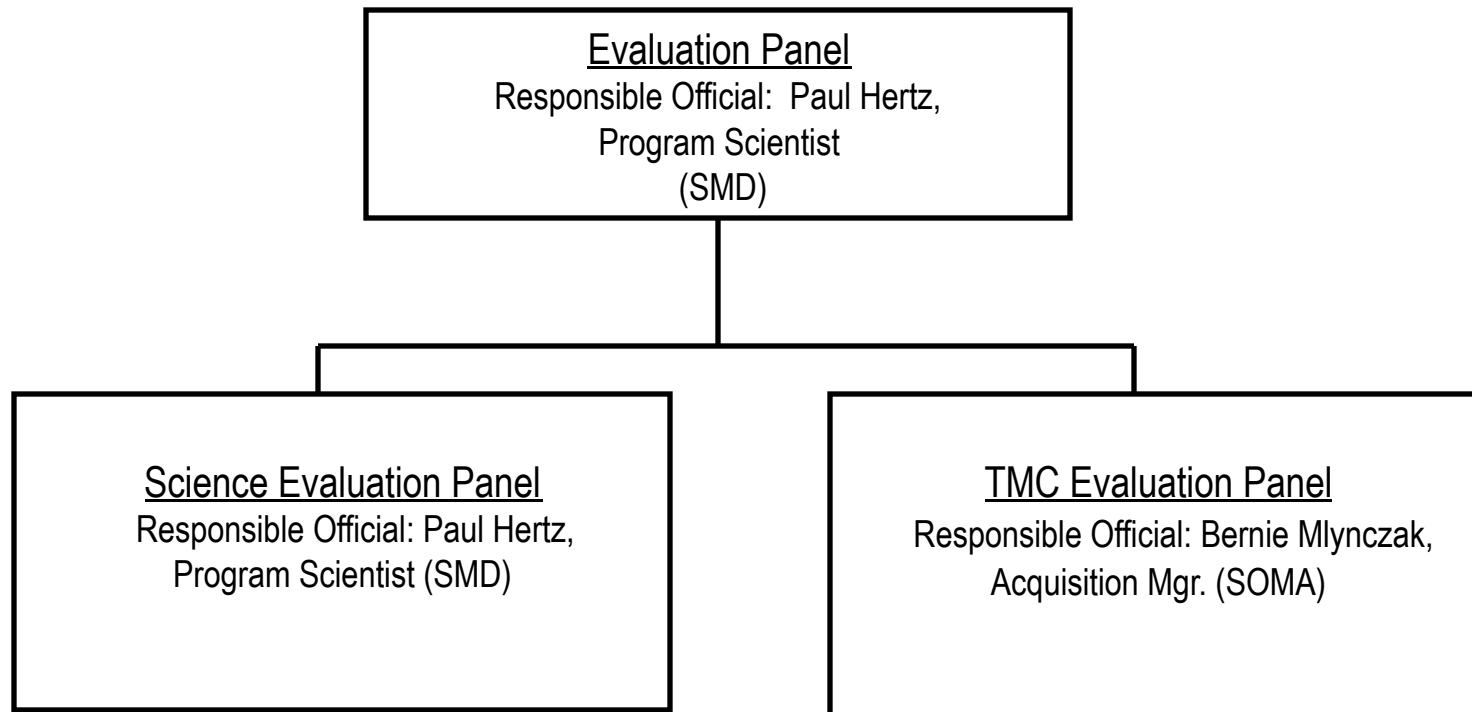 Evaluation Panel
Responsible Official: Paul Hertz,
Program Scientist
(SMD)
Science Evaluation Panel
Responsible Official: Paul Hertz,
Program Scientist (SMD)
TMC Evaluation Panel
Responsible Official: Bernie Mlynczak,
Acquisition Mgr. (SOMA)